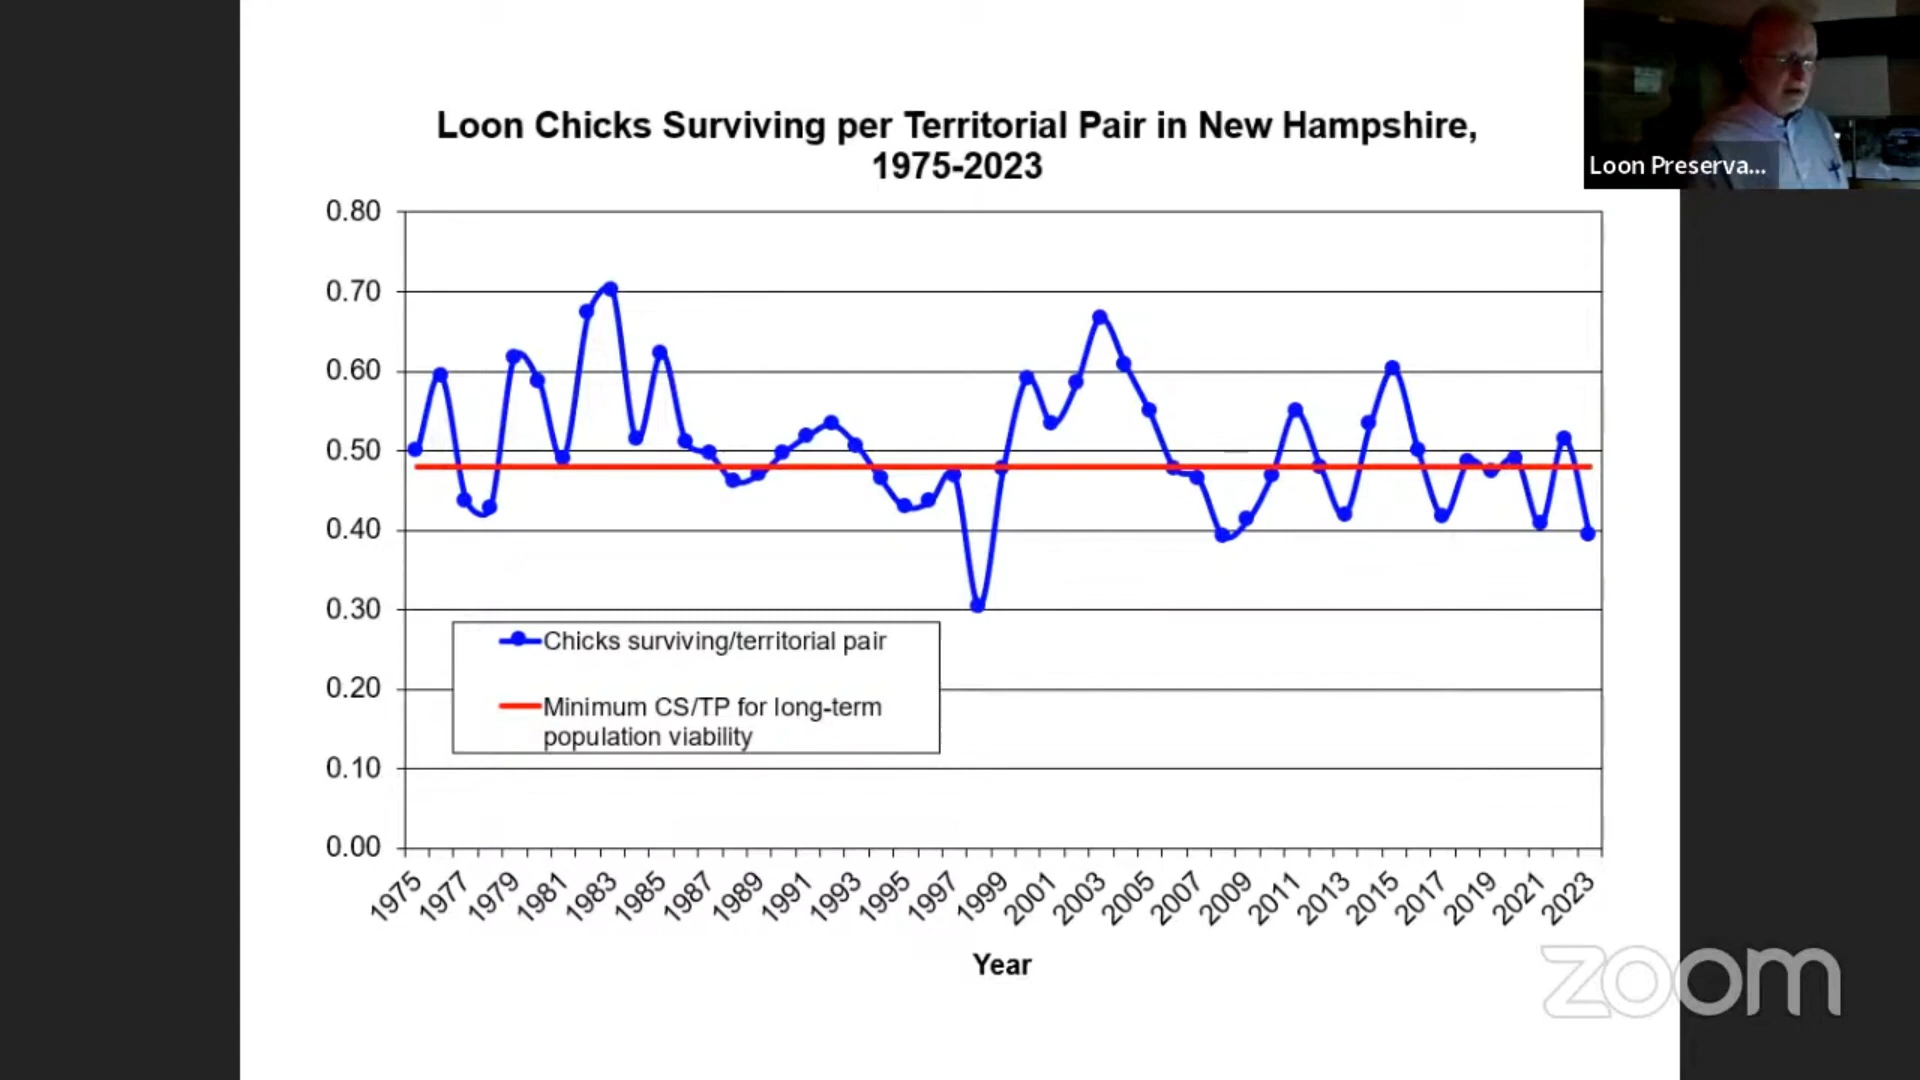 Loon Chicks Surviving per Territorial Pair in New Hampshire,
1975-2023
Loon Preserva...
0.80
0.70
0.60
0.50
0.40
0.30
0.20
0.10
0.00
Chicks surviving/territorial pair
Minimum CS/TP for long-term
population viability
1975 1977 1979 1981 1983 1985 1987 1989 1991 1993 1995 1997 1999 2001 2003 2005 2007 2009 2011 2013 2015 2017 2019 2021 2023
Year
zoom